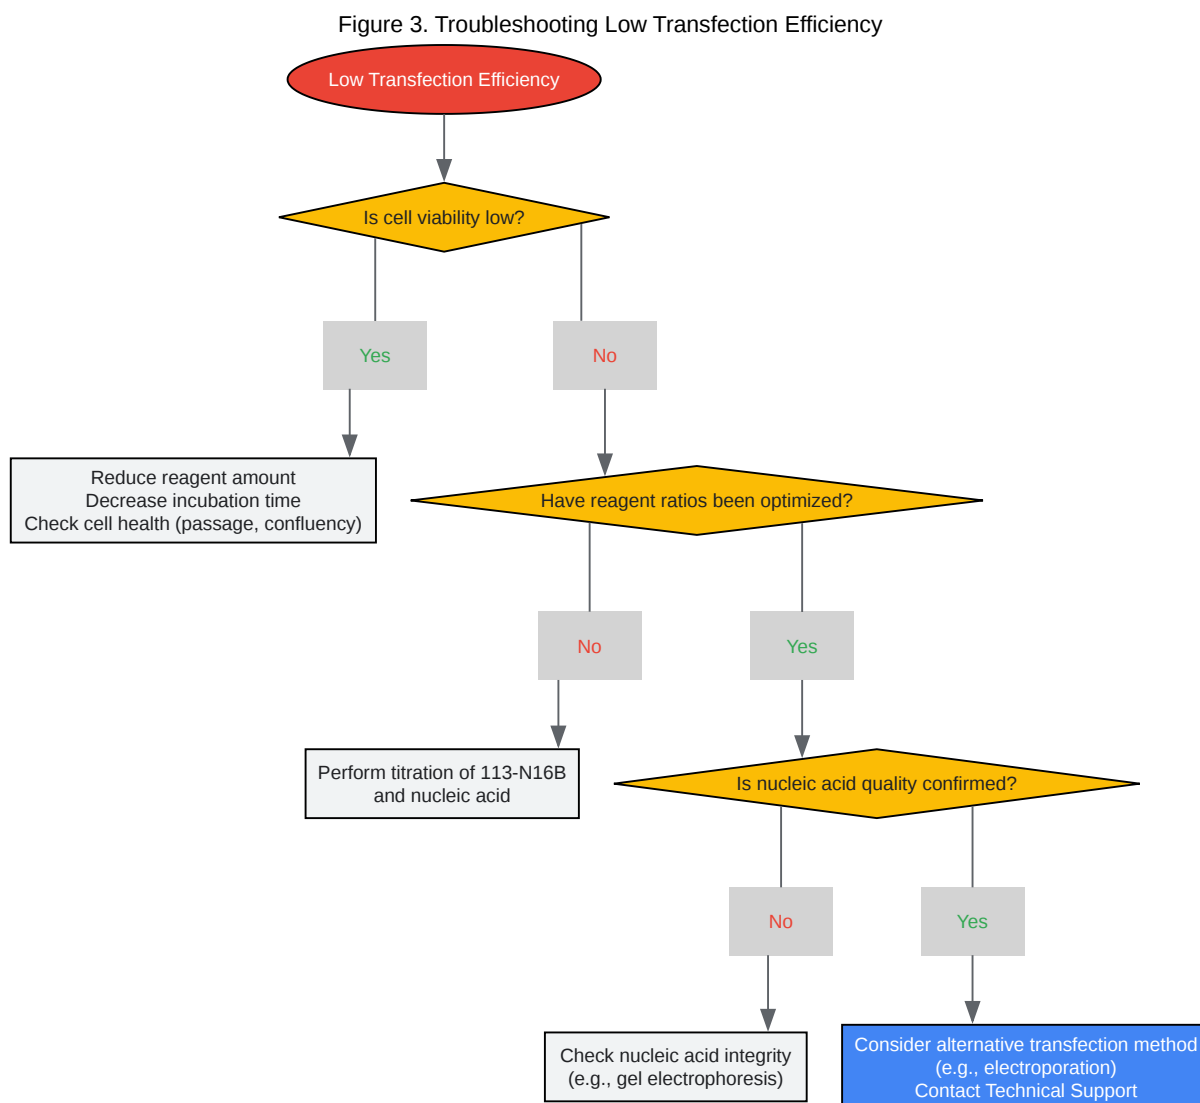 Figure 3. Troubleshooting Low Transfection Efficiency
Low Transfection Efficiency
Is cell viability low?
Yes
No
Reduce reagent amount
Decrease incubation time
Check cell health (passage, confluency)
Have reagent ratios been optimized?
No
Yes
Perform titration of 113-N16B
and nucleic acid
Is nucleic acid quality confirmed?
No
Yes
Check nucleic acid integrity
(e.g., gel electrophoresis)
Consider alternative transfection method
(e.g., electroporation)
Contact Technical Support